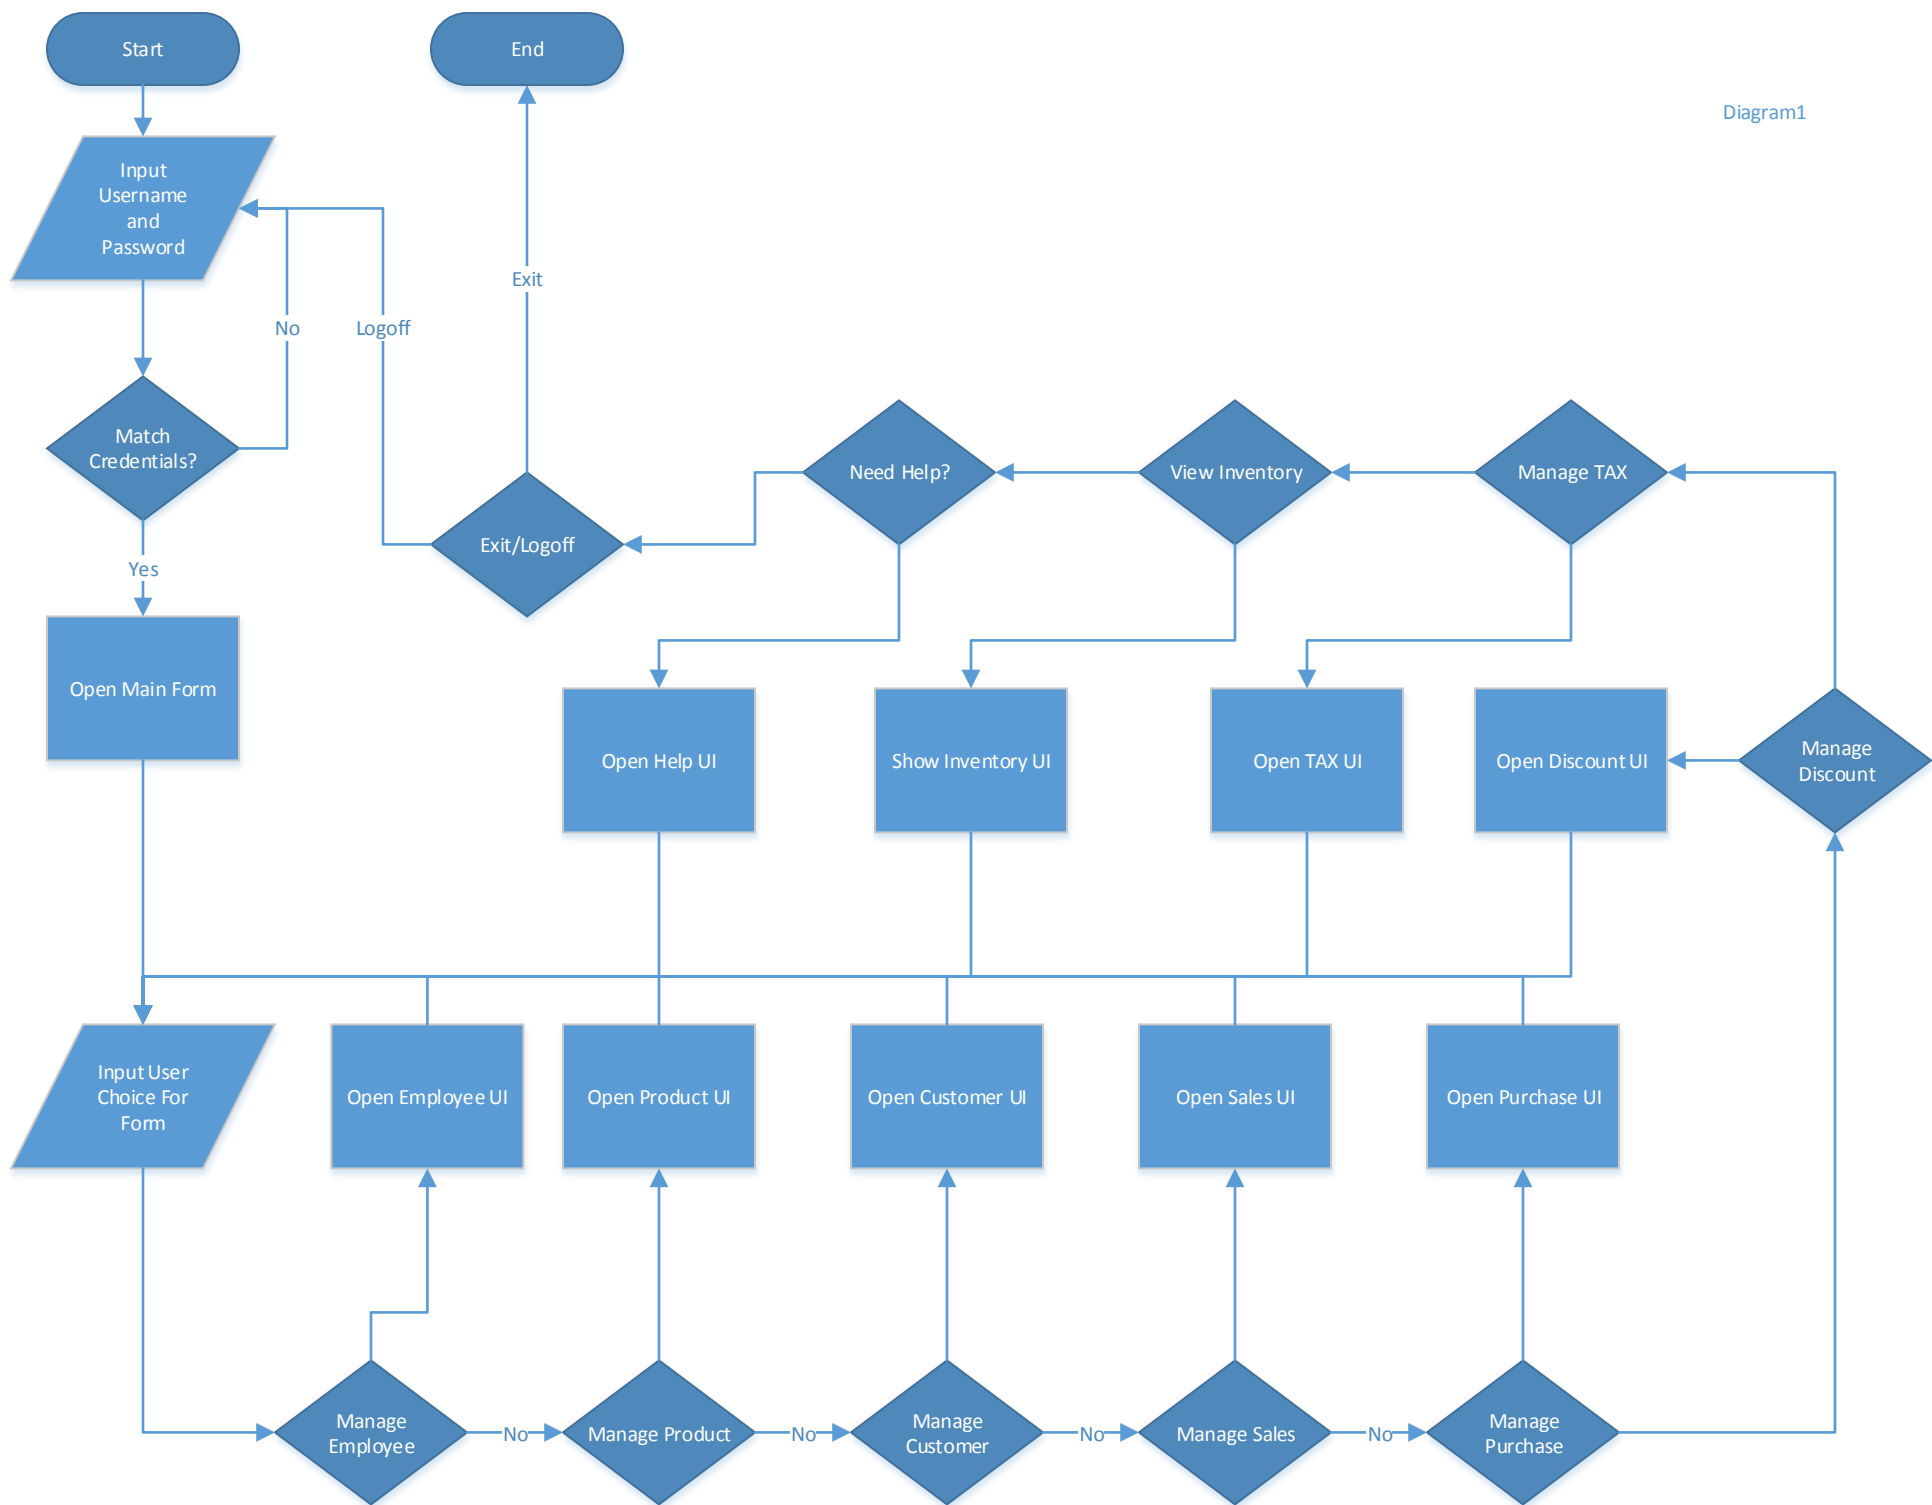 Start
End
Diagram1
Input
Username
and
Password
Exit
No
Logoff
Match
Credentials?
Need Help?
View Inventory
Manage TAX
Exit/Logoff
Yes
Open Main Form
Open Help UI
Show Inventory UI
Open TAX UI
Open Discount UI
Manage
Discount
Input User
Choice For
Form
Open Employee UI
Open Product UI
Open Customer UI
Open Sales UI
Open Purchase UI
Manage
Employee
No
Manage Product
No
Manage
Customer
No
Manage Sales
No
Manage
Purchase